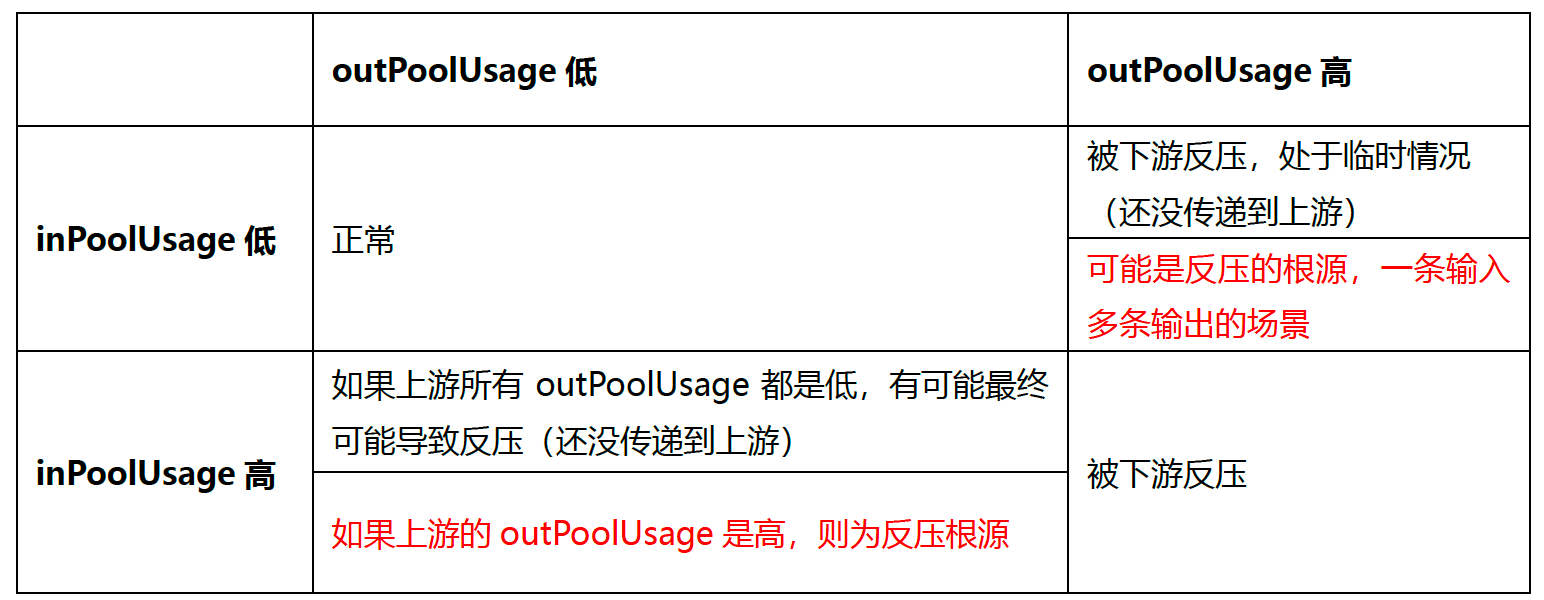 outPoolUsage 低
outPoolUsage 高
inPoolUsage 低
正常
被下游反压，处于临时情况
（还没传递到上游）
可能是反压的根源，一条输入
多条输出的场景
inPoolUsage 高
如果上游所有 outPoolUsage 都是低，有可能最终
可能导致反压（还没传递到上游）
如果上游的 outPoolUsage 是高，则为反压根源
被下游反压